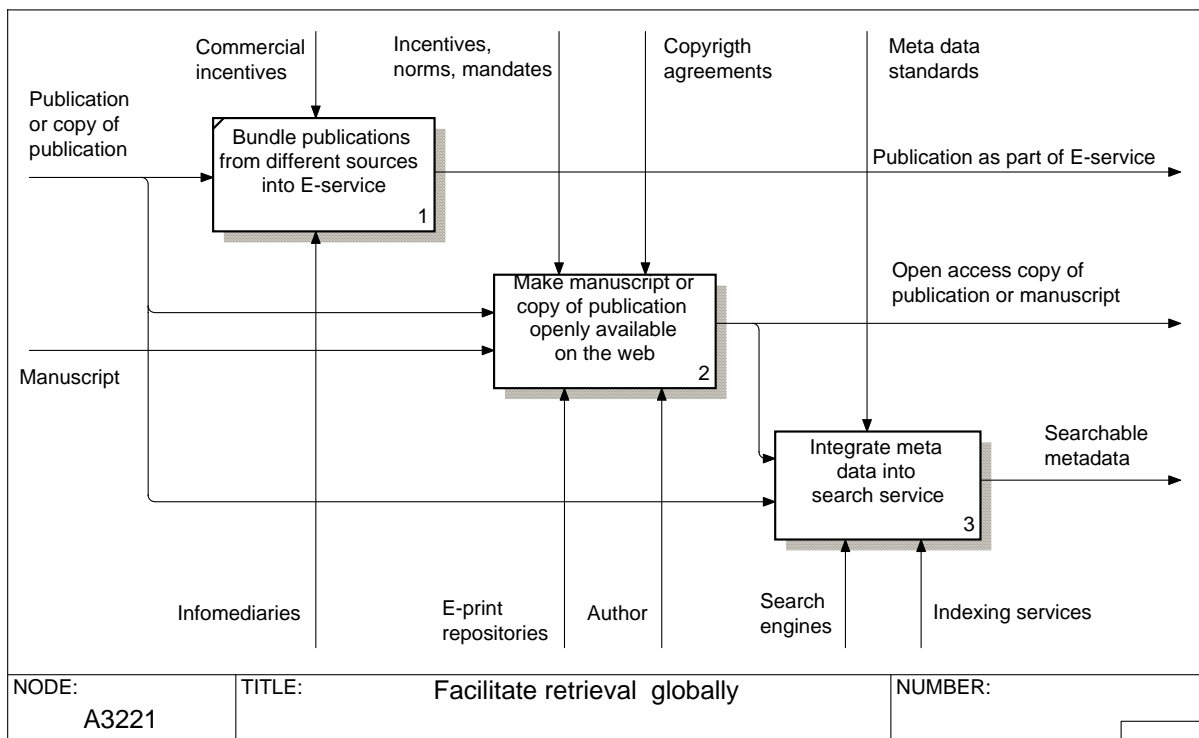 Commercial
incentives
Incentives,
norms, mandates
Copyrigth
agreements
Meta data
standards
Publication
or copy of
publication
Bundle publications
from different sources
into E-service
1
Publication as part of E-service
Make manuscript or
copy of publication
openly available
on the web
2
Open access copy of
publication or manuscript
Manuscript
Integrate meta
data into
search service
3
Searchable
metadata
Infomediaries
E-print
repositories
Author
Search
engines
Indexing services
NODE:
A3221
TITLE:
Facilitate retrieval globally
NUMBER: